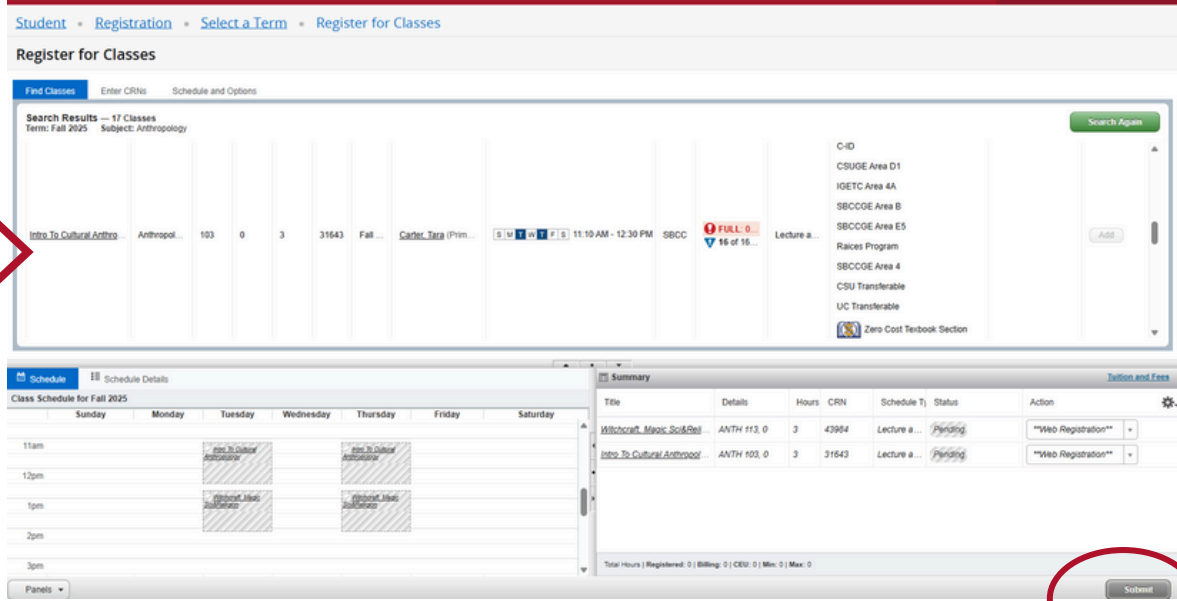 Student • Registration • Select a Term • Register for Classes
Register for Classes
Find Classes Enter CRNs Schedule and Options
Search Results — 17 Classes
Term: Fall 2025 Subject: Anthropology
Search Again
C-ID
CSUGE Area D1
IGETC Area 4A
SBCCGE Area B
SBCCGE Area E5
Raices Program
SBCCGE Area 4
CSU Transferable
UC Transferable
Zero Cost Texbook Section
Intro To Cultural Anthro... Anthropol... 103 0 3 31643 Fall ... Carter, Tara (Prim... S M T W T F S 11:10 AM - 12:30 PM SBCC FULL: 0... Lecture a... Add
16 of 16...
Schedule Schedule Details
Class Schedule for Fall 2025
Sunday Monday Tuesday Wednesday Thursday Friday Saturday
11am
Intro To Cultural Anthropology
Intro To Cultural Anthropology
12pm
1pm
Witchcraft, Magic Sci&Religion
Witchcraft, Magic Sci&Religion
2pm
3pm
Summary Tuition and Fees
Title Details Hours CRN Schedule Ty Status Action
Witchcraft, Magic Sci&Reli... ANTH 113, 0 3 43984 Lecture a... Pending **Web Registration**
Intro To Cultural Anthropol... ANTH 103, 0 3 31643 Lecture a... Pending **Web Registration**
Total Hours | Registered: 0 | Billing: 0 | CEU: 0 | Min: 0 | Max: 0
Panels Submit